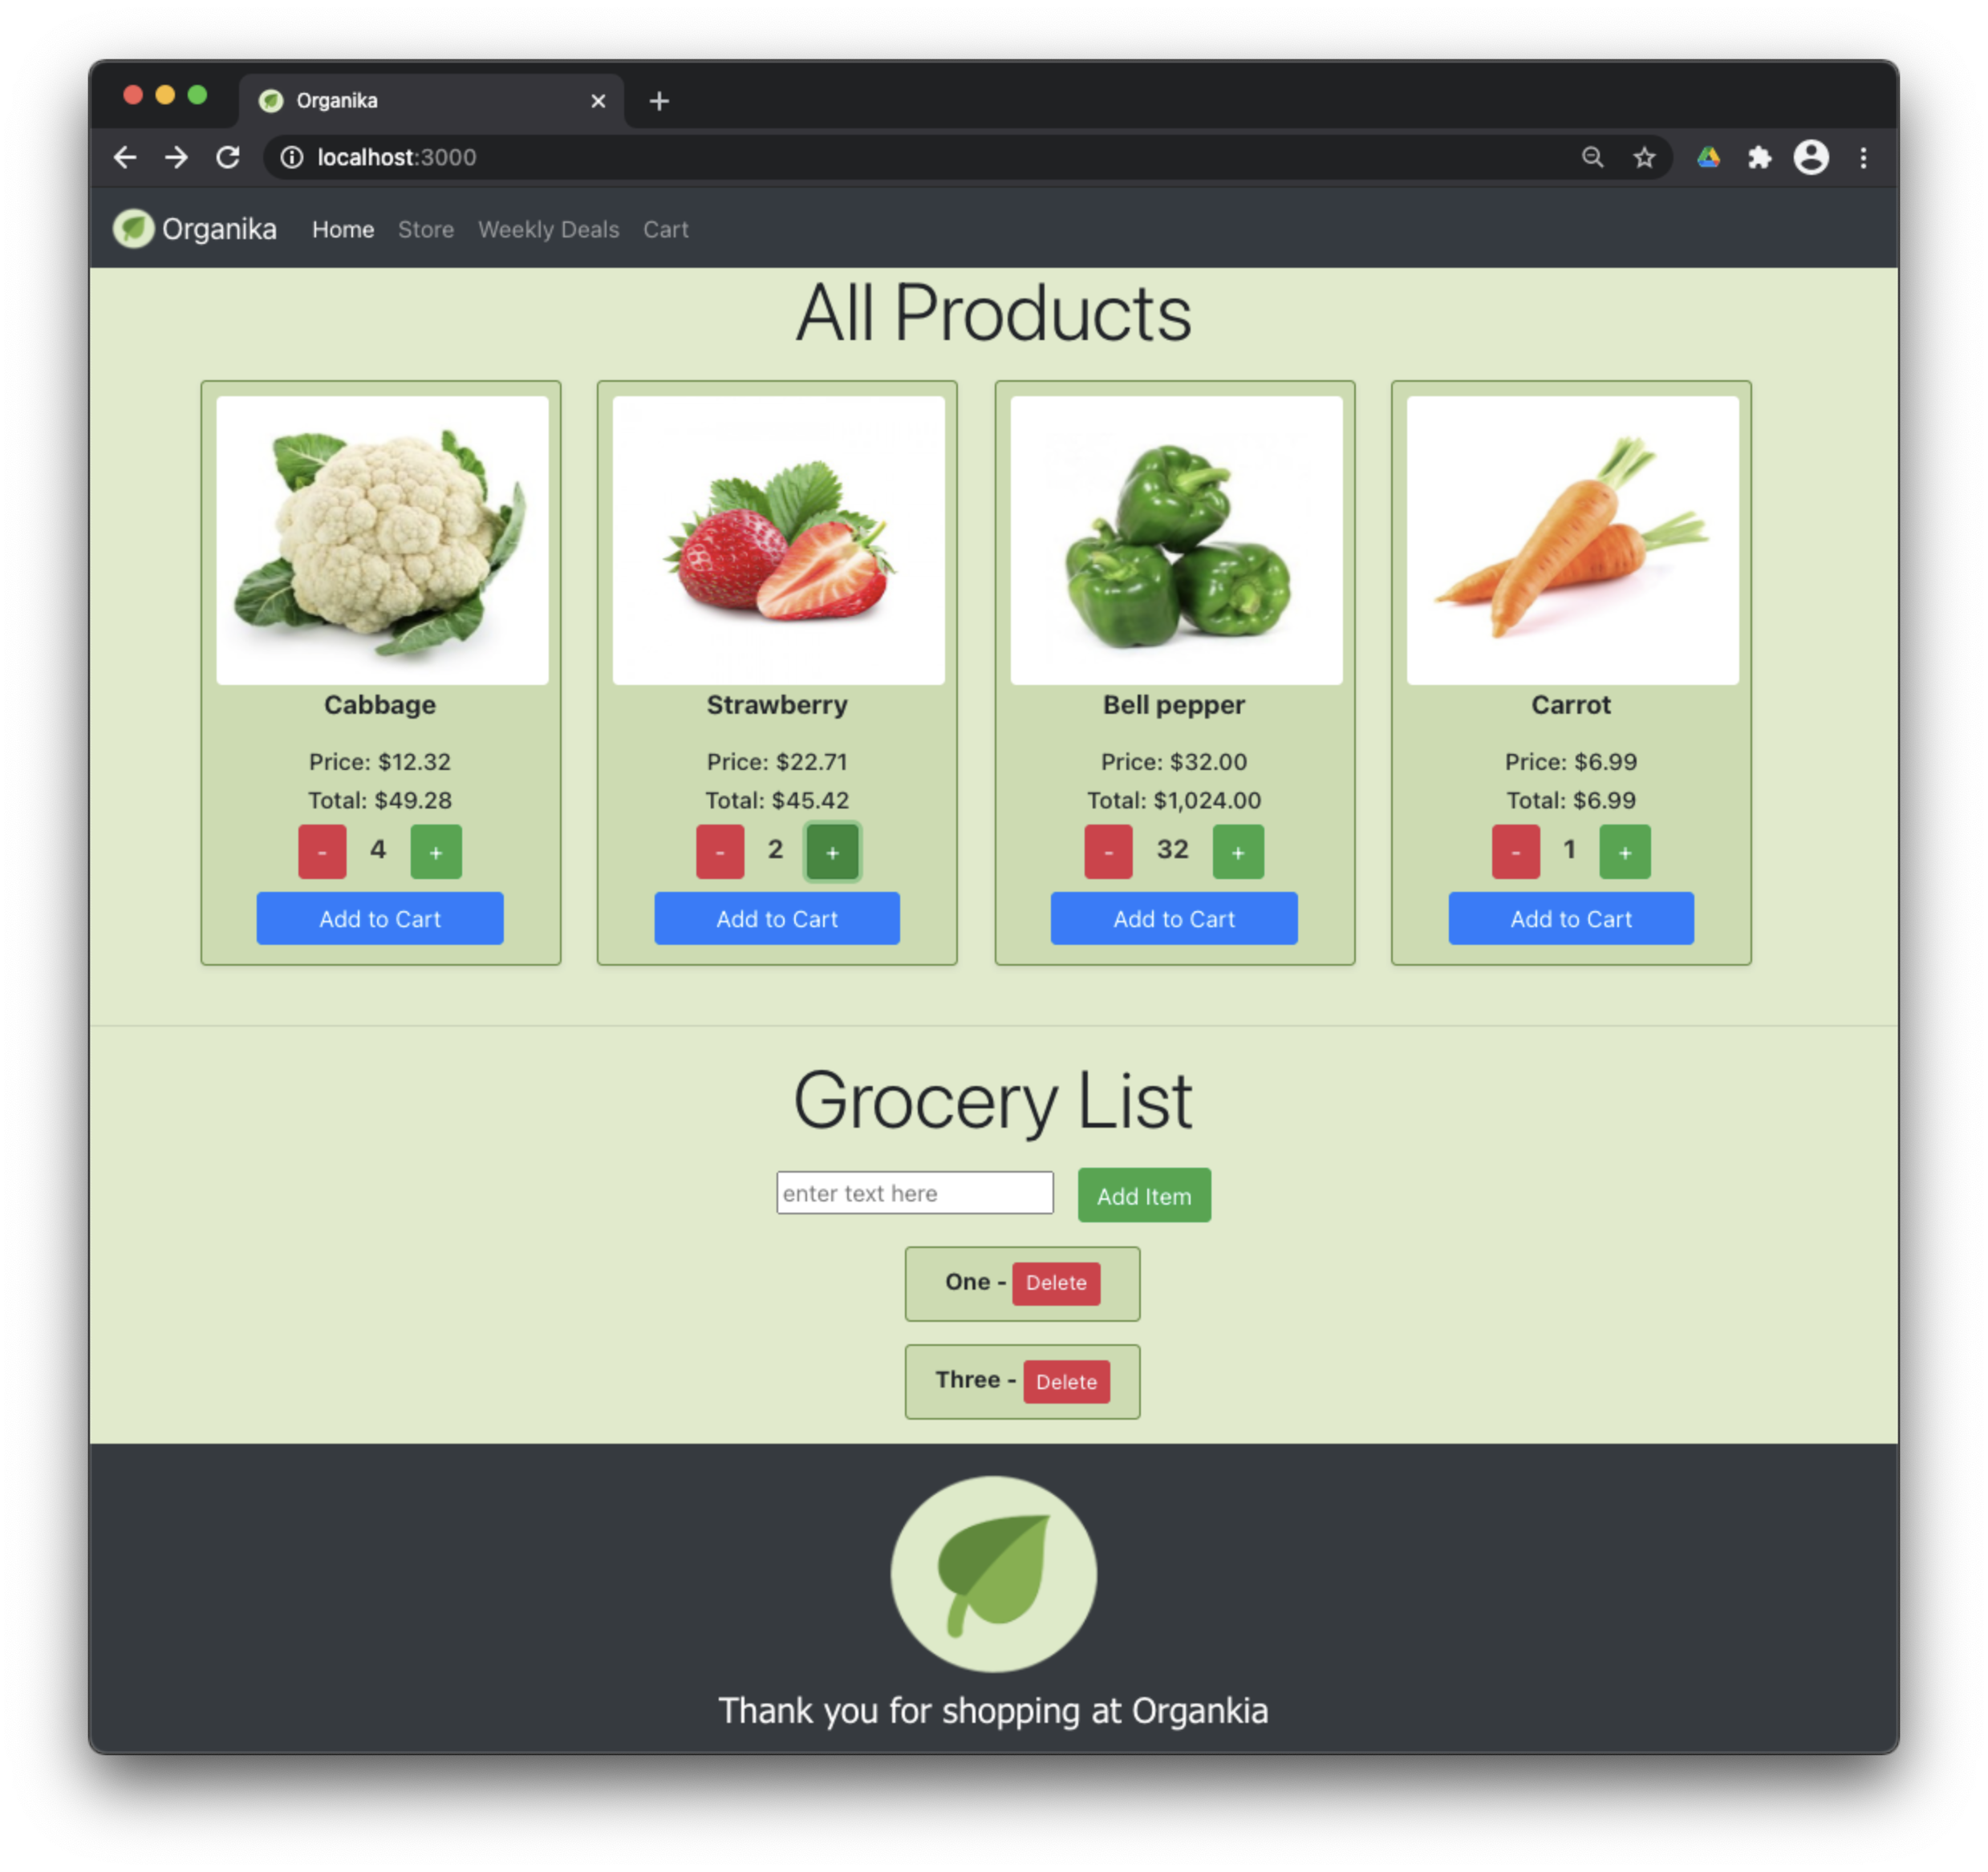 Organika
localhost:3000
Organika Home Store Weekly Deals Cart
All Products
Cabbage
Price: $12.32
Total: $49.28
- 4 +
Add to Cart
Strawberry
Price: $22.71
Total: $45.42
- 2 +
Add to Cart
Bell pepper
Price: $32.00
Total: $1,024.00
- 32 +
Add to Cart
Carrot
Price: $6.99
Total: $6.99
- 1 +
Add to Cart
Grocery List
enter text here Add Item
One - Delete
Three - Delete
Thank you for shopping at Organkia